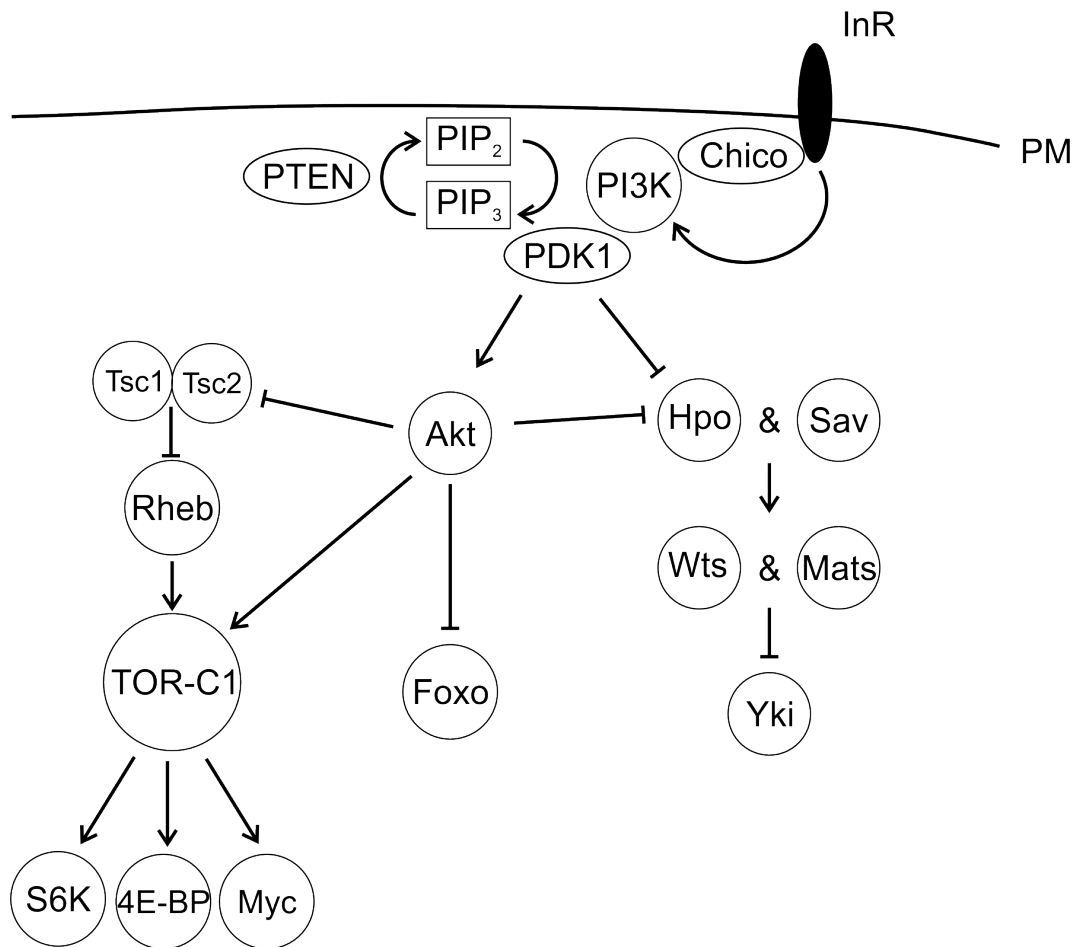 InR
PM
PIP2
PTEN
Chico
PI3K
PIP3
PDK1
Tsc1
Tsc2
Akt
Hpo & Sav
Rheb
Wts & Mats
TOR-C1
Foxo
Yki
S6K
4E-BP
Myc